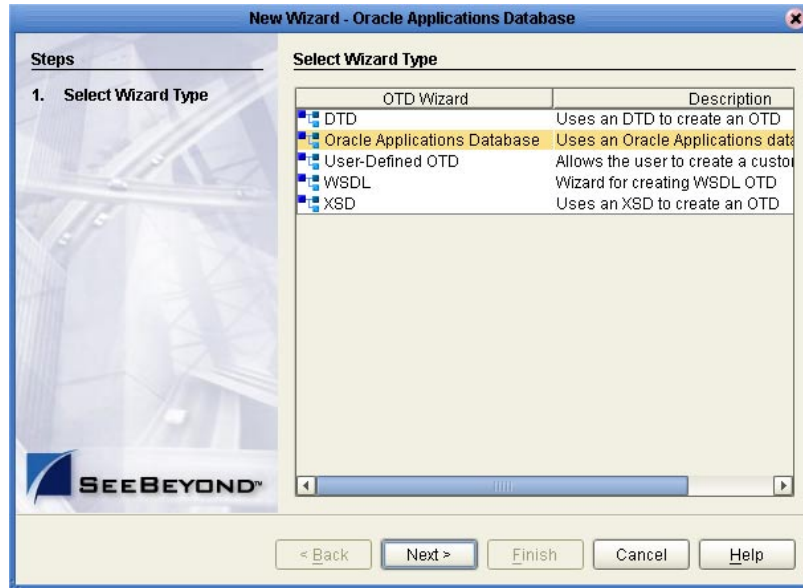 New Wizard - Oracle Applications Database
Steps
1. Select Wizard Type
Select Wizard Type
OTD Wizard Description
DTD Uses an DTD to create an OTD
Oracle Applications Database Uses an Oracle Applications data
User-Defined OTD Allows the user to create a custo
WSDL Wizard for creating WSDL OTD
XSD Uses an XSD to create an OTD
SEEBEYOND™
< Back Next > Finish Cancel Help